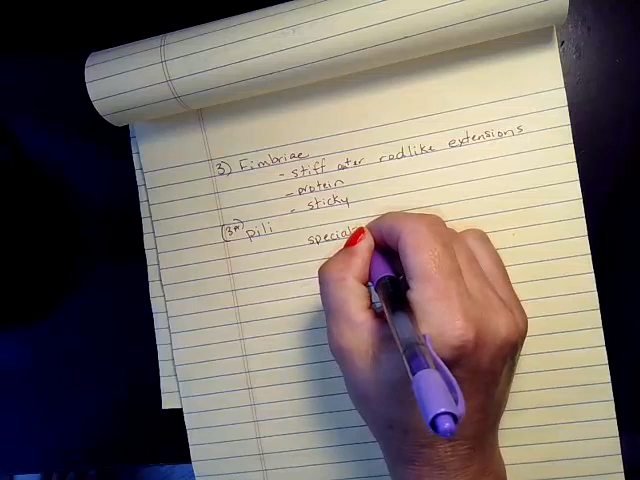 3) Fimbriae
- stiff outer rodlike extensions
- protein
- sticky
(3A) pili
special